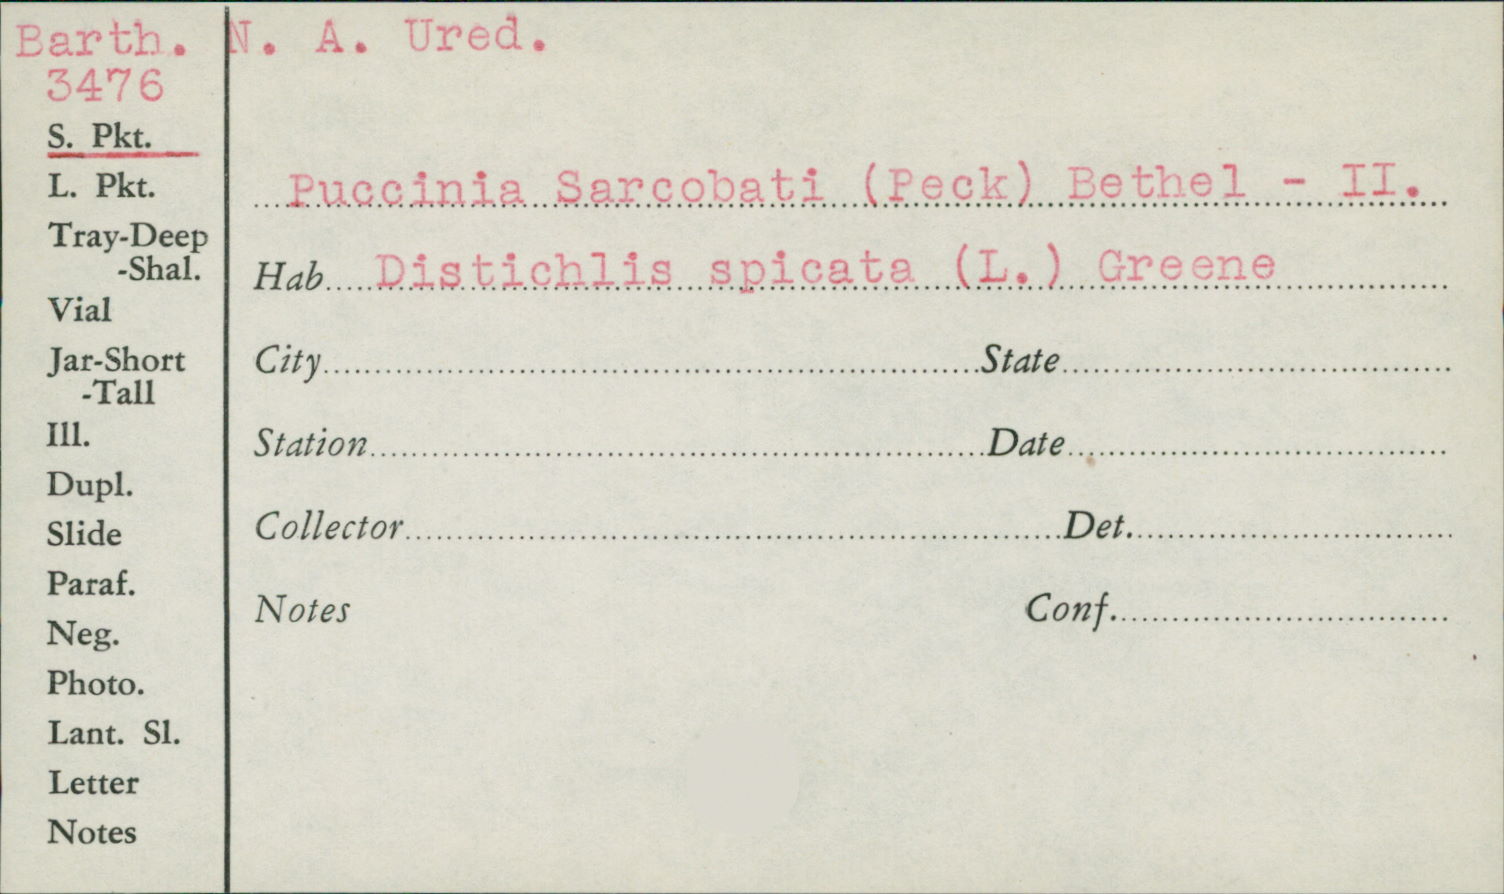 Barth. N. A. Ured.
3476
S. Pkt.
L. Pkt.
Puccinia Sarcobati (Peck) Bethel - II.
Tray-Deep
-Shal.
Hab. Distichlis spicata (L.) Greene
Vial
Jar-Short
-Tall
City State
Ill.
Station Date
Dupl.
Slide
Collector Det.
Paraf.
Neg.
Notes Conf.
Photo.
Lant. Sl.
Letter
Notes